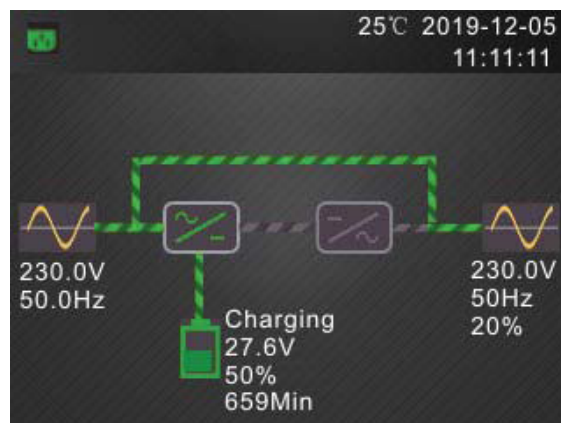 25℃ 2019-12-05
11:11:11
230.0V
50.0Hz
230.0V
50Hz
20%
Charging
27.6V
50%
659Min